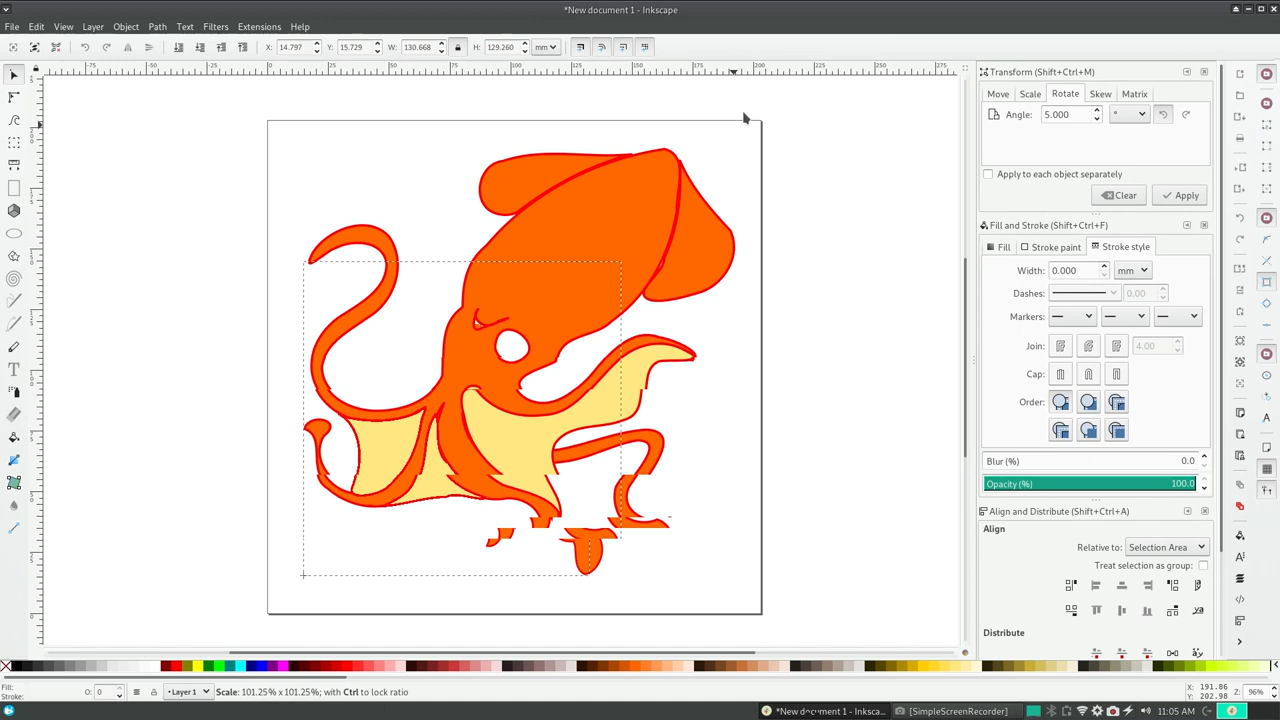 *New document 1 - Inkscape
File Edit View Layer Object Path Text Filters Extensions Help
X: 14.797 Y: 15.729 W: 130.668 H: 129.260 mm
Transform (Shift+Ctrl+M)
Move Scale Rotate Skew Matrix
Angle: 5.000 °
Apply to each object separately
Clear Apply
Fill and Stroke (Shift+Ctrl+F)
Fill Stroke paint Stroke style
Width: 0.000 mm
Dashes: 0.00
Markers:
Join: 4.00
Cap:
Order:
Blur (%) 0.0
Opacity (%) 100.0
Align and Distribute (Shift+Ctrl+A)
Align
Relative to: Selection Area
Treat selection as group:
Distribute
Fill:
Stroke:
O: 0
Layer 1
Scale: 101.25% x 101.25%; with Ctrl to lock ratio
X: 191.86
Y: 202.98
Z: 96%
*New document 1 - Inksca... [SimpleScreenRecorder] 11:05 AM